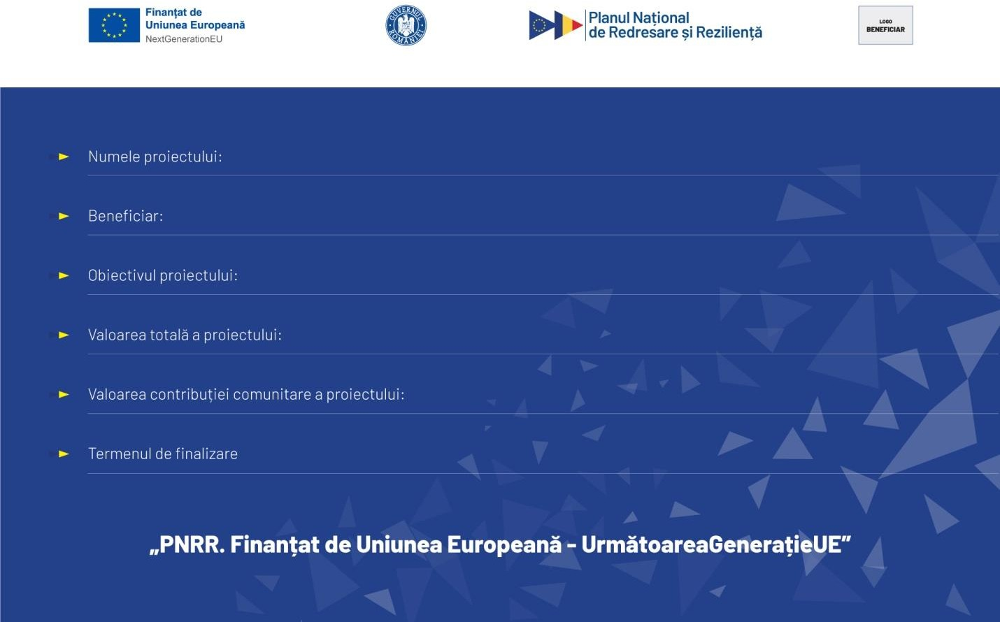 Finanțat de
Uniunea Europeană
NextGenerationEU
GUVERNUL ROMÂNIEI
Planul Național
de Redresare și Reziliență
LOGO
BENEFICIAR
Numele proiectului:
Beneficiar:
Obiectivul proiectului:
Valoarea totală a proiectului:
Valoarea contribuției comunitare a proiectului:
Termenul de finalizare
„PNRR. Finanțat de Uniunea Europeană - UrmătoareaGenerațieUE”